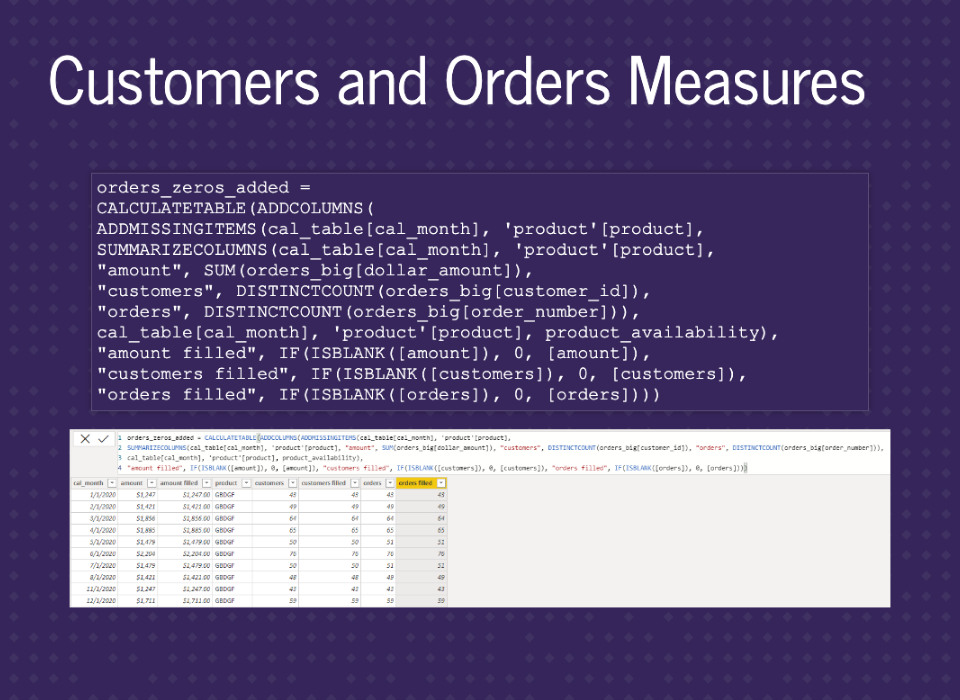 Customers and Orders Measures
orders_zeros_added =
CALCULATETABLE(ADDCOLUMNS(
ADDMISSINGITEMS(cal_table[cal_month], 'product'[product],
SUMMARIZECOLUMNS(cal_table[cal_month], 'product'[product],
"amount", SUM(orders_big[dollar_amount]),
"customers", DISTINCTCOUNT(orders_big[customer_id]),
"orders", DISTINCTCOUNT(orders_big[order_number])),
cal_table[cal_month], 'product'[product], product_availability),
"amount filled", IF(ISBLANK([amount]), 0, [amount]),
"customers filled", IF(ISBLANK([customers]), 0, [customers]),
"orders filled", IF(ISBLANK([orders]), 0, [orders])))
1 orders_zeros_added = CALCULATETABLE(ADDCOLUMNS(ADDMISSINGITEMS(cal_table[cal_month], 'product'[product],
2 SUMMARIZECOLUMNS(cal_table[cal_month], 'product'[product], "amount", SUM(orders_big[dollar_amount]), "customers", DISTINCTCOUNT(orders_big[customer_id]), "orders", DISTINCTCOUNT(orders_big[order_number])),
3 cal_table[cal_month], 'product'[product], product_availability),
4 "amount filled", IF(ISBLANK([amount]), 0, [amount]), "customers filled", IF(ISBLANK([customers]), 0, [customers]), "orders filled", IF(ISBLANK([orders]), 0, [orders])))
cal_month amount amount filled product customers customers filled orders orders filled
1/1/2020 $1,247 $1,247.00 GBDGF 43 43 43 43
2/1/2020 $1,421 $1,421.00 GBDGF 49 49 49 49
3/1/2020 $1,856 $1,856.00 GBDGF 64 64 64 64
4/1/2020 $1,885 $1,885.00 GBDGF 65 65 65 65
5/1/2020 $1,479 $1,479.00 GBDGF 50 50 51 51
6/1/2020 $2,204 $2,204.00 GBDGF 76 76 76 76
7/1/2020 $1,479 $1,479.00 GBDGF 50 50 51 51
8/1/2020 $1,421 $1,421.00 GBDGF 48 48 49 49
11/1/2020 $1,247 $1,247.00 GBDGF 43 43 43 43
12/1/2020 $1,711 $1,711.00 GBDGF 59 59 59 59